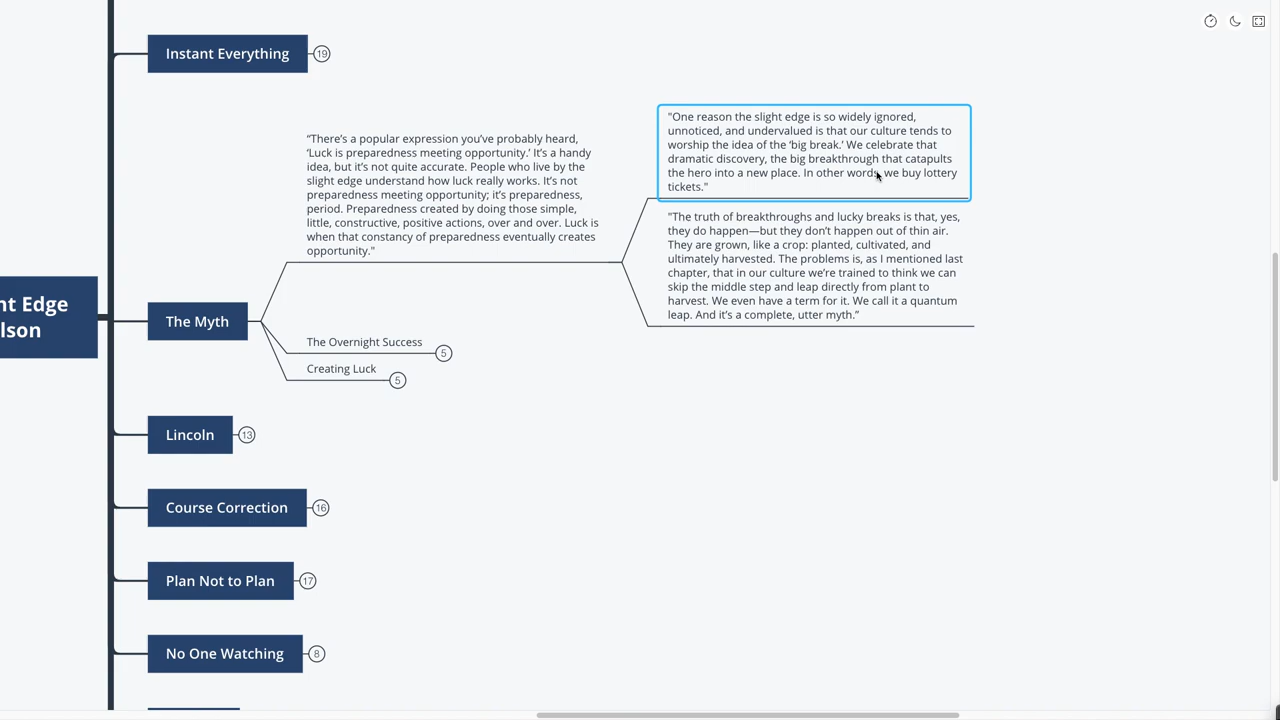 Instant Everything
19
“There’s a popular expression you’ve probably heard,
‘Luck is preparedness meeting opportunity.’ It’s a handy
idea, but it’s not quite accurate. People who live by the
slight edge understand how luck really works. It’s not
preparedness meeting opportunity; it’s preparedness,
period. Preparedness created by doing those simple,
little, constructive, positive actions, over and over. Luck is
when that constancy of preparedness eventually creates
opportunity."
"One reason the slight edge is so widely ignored,
unnoticed, and undervalued is that our culture tends to
worship the idea of the ‘big break.’ We celebrate that
dramatic discovery, the big breakthrough that catapults
the hero into a new place. In other words, we buy lottery
tickets."
"The truth of breakthroughs and lucky breaks is that, yes,
they do happen—but they don’t happen out of thin air.
They are grown, like a crop: planted, cultivated, and
ultimately harvested. The problems is, as I mentioned last
chapter, that in our culture we’re trained to think we can
skip the middle step and leap directly from plant to
harvest. We even have a term for it. We call it a quantum
leap. And it’s a complete, utter myth.”
nt Edge
lson
The Myth
The Overnight Success
5
Creating Luck
5
Lincoln
13
Course Correction
16
Plan Not to Plan
17
No One Watching
8